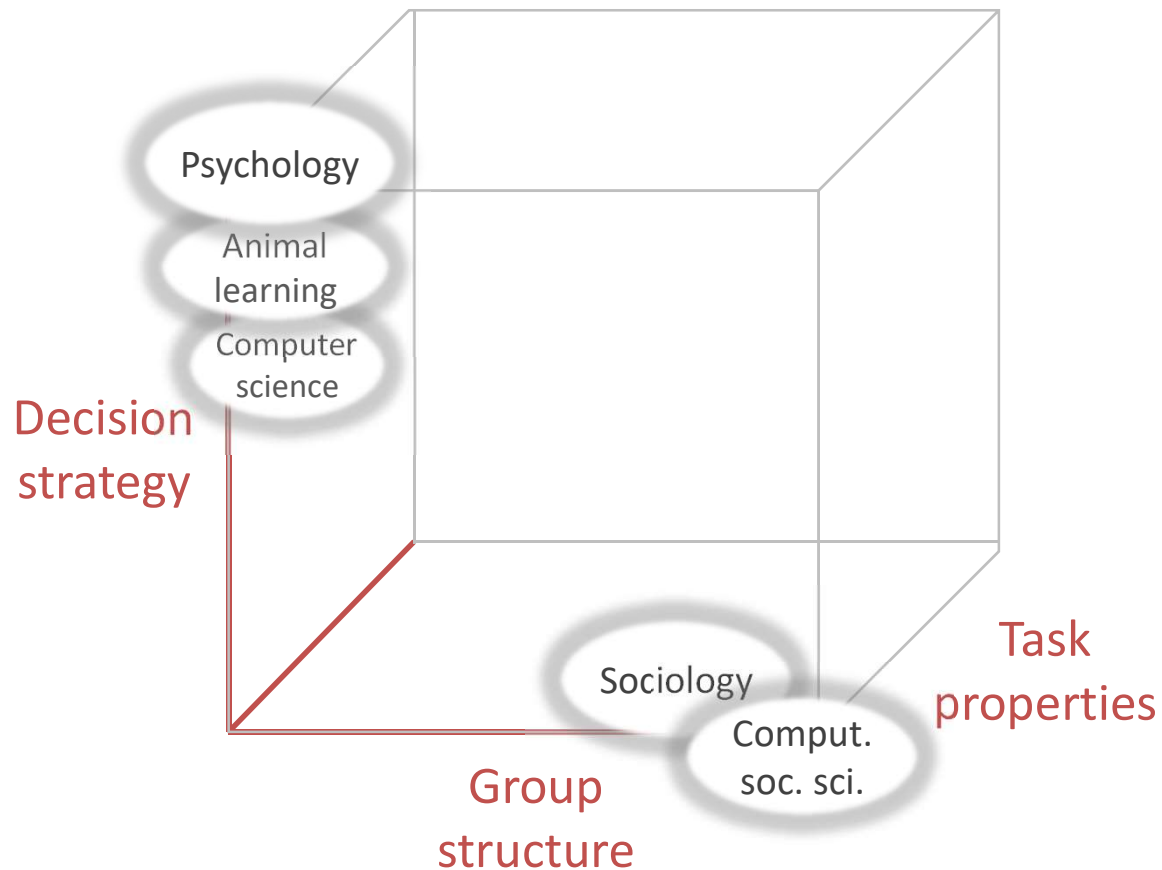 Psychology
Animal
learning
Computer
science
Decision
strategy
Sociology
Comput.
soc. sci.
Task
properties
Group
structure